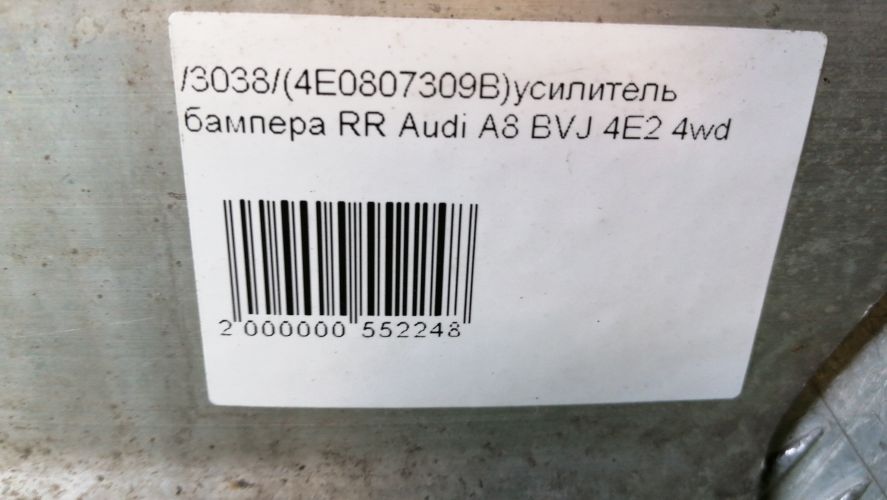 /3038/(4E0807309B)усилитель
бампера RR Audi A8 BVJ 4E2 4wd
2 000000 552248